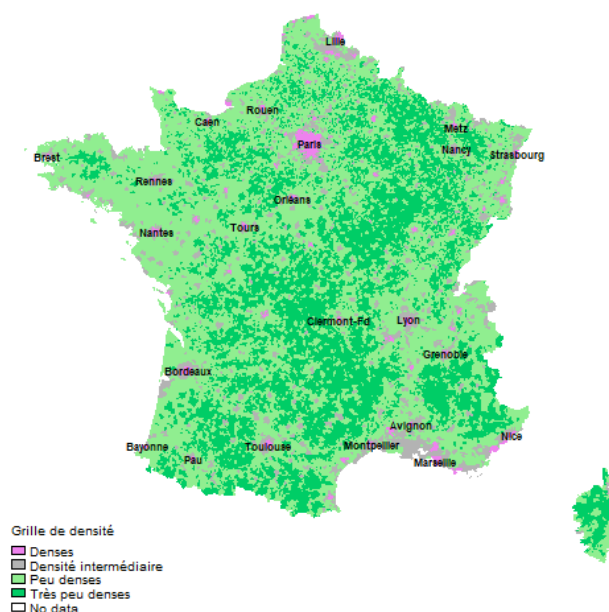 Lille
Rouen
Caen
Metz
Paris
Nancy
Strasbourg
Brest
Rennes
Orléans
Tours
Nantes
Clermont-Fd
Lyon
Grenoble
Bordeaux
Avignon
Nice
Bayonne
Toulouse
Montpellier
Pau
Marseille
Grille de densité
Denses
Densité intermédiaire
Peu denses
Très peu denses
No data